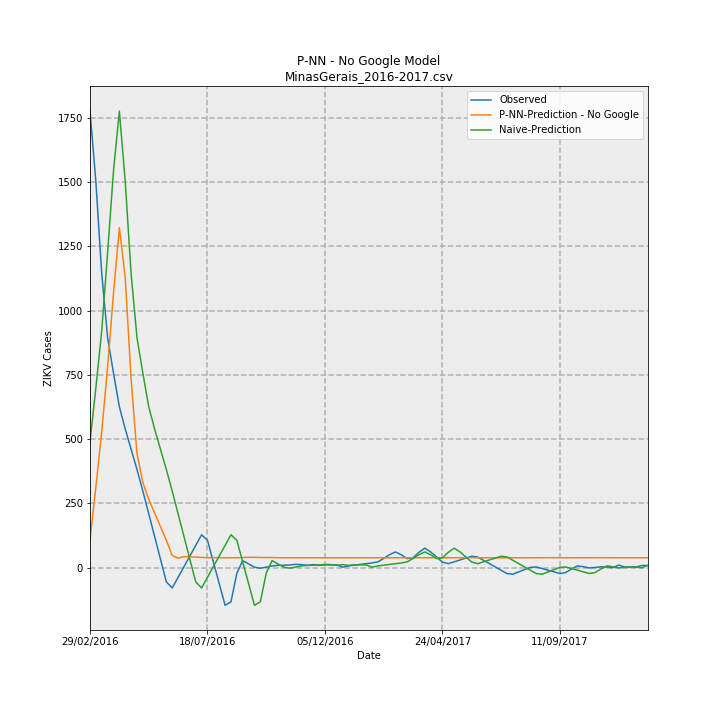 P-NN - No Google Model
MinasGerais_2016-2017.csv
Observed
P-NN-Prediction - No Google
Naive-Prediction
1750
1500
1250
1000
750
500
250
0
ZIKV Cases
29/02/2016 18/07/2016 05/12/2016 24/04/2017 11/09/2017
Date